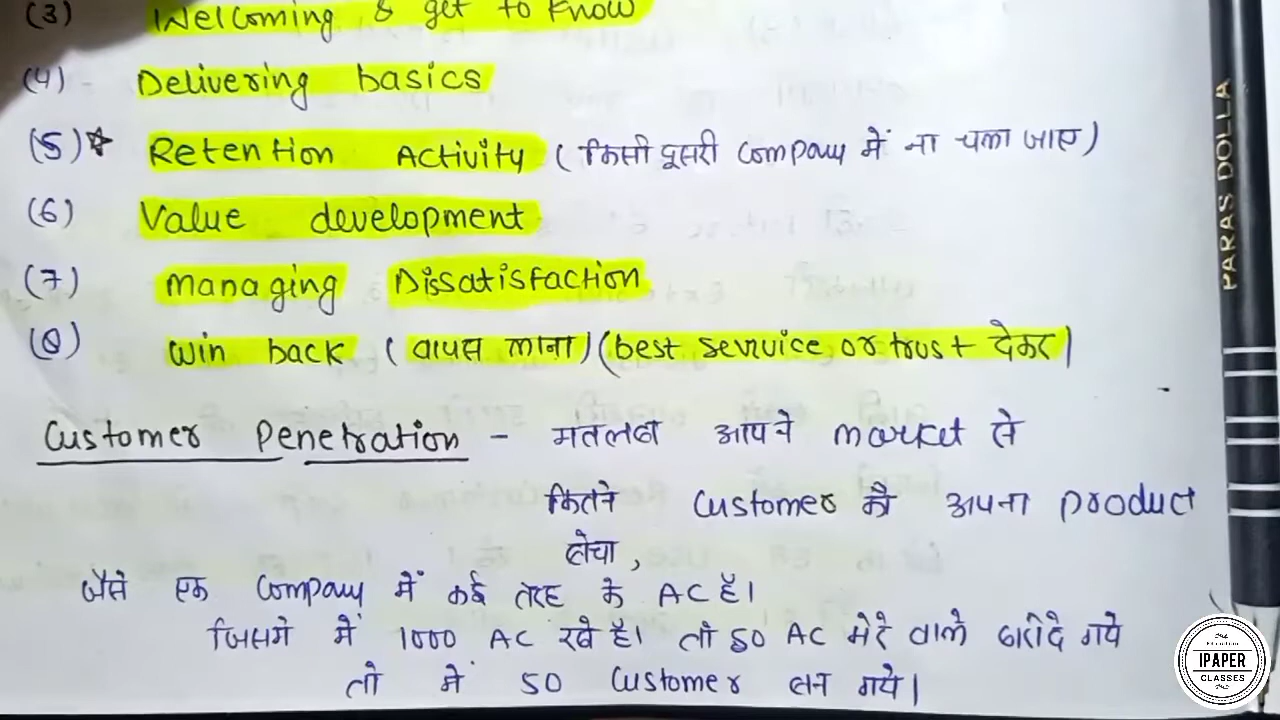 (3) Welcoming & get to know
(4) Delivering basics
(5) Retention Activity (किसी दूसरी company में ना चला जाए)
(6) Value development
(7) Managing Dissatisfaction
(8) win back (वापस लाना) (best service or trust देकर)
Customer Penetration - मतलब आपने market से
कितने Customer को अपना product
बेचा,
जैसे एक Company में कई तरह के AC है।
जिसमे में 1000 AC रखे है। तो 50 AC मेरे वाले खरीदे गये
तो में 50 Customer बन गये।
PARAS DOLLA
IPAPER
CLASSES